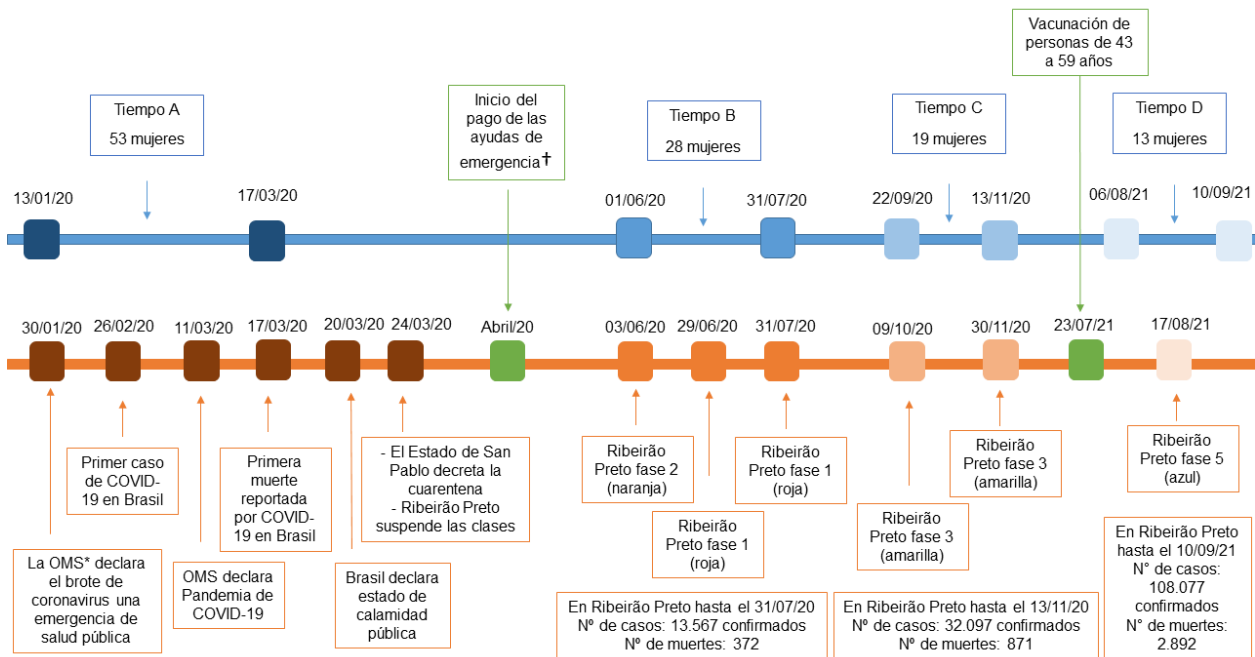 Vacunación de
personas de 43
a 59 años
Tiempo A
53 mujeres
Inicio del
pago de las
ayudas de
emergencia†
Tiempo B
28 mujeres
Tiempo C
19 mujeres
Tiempo D
13 mujeres
13/01/20
17/03/20
01/06/20
31/07/20
22/09/20
13/11/20
06/08/21
10/09/21
30/01/20
26/02/20
11/03/20
17/03/20
20/03/20
24/03/20
Abril/20
03/06/20
29/06/20
31/07/20
09/10/20
30/11/20
23/07/21
17/08/21
La OMS* declara
el brote de
coronavirus una
emergencia de
salud pública
Primer caso
de COVID-
19 en Brasil
OMS declara
Pandemia de
COVID-19
Primera
muerte
reportada
por COVID-
19 en Brasil
Brasil declara
estado de
calamidad
pública
- El Estado de San
Pablo decreta la
cuarentena
- Ribeirão Preto
suspende las clases
Ribeirão
Preto fase 2
(naranja)
Ribeirão
Preto fase 1
(roja)
Ribeirão
Preto fase 1
(roja)
Ribeirão
Preto fase 3
(amarilla)
Ribeirão
Preto fase 3
(amarilla)
Ribeirão
Preto fase 5
(azul)
En Ribeirão Preto hasta el 31/07/20
Nº de casos: 13.567 confirmados
Nº de muertes: 372
En Ribeirão Preto hasta el 13/11/20
Nº de casos: 32.097 confirmados
Nº de muertes: 871
En Ribeirão Preto
hasta el 10/09/21
N° de casos:
108.077
confirmados
N° de muertes:
2.892